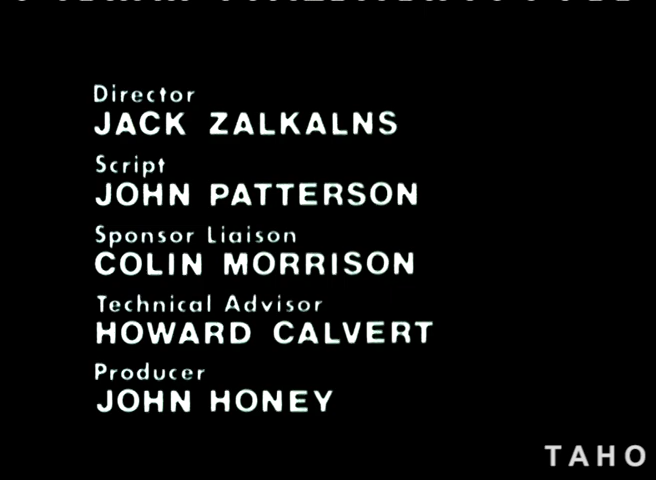 Director
JACK ZALKALNS
Script
JOHN PATTERSON
Sponsor Liaison
COLIN MORRISON
Technical Advisor
HOWARD CALVERT
Producer
JOHN HONEY
TAHO